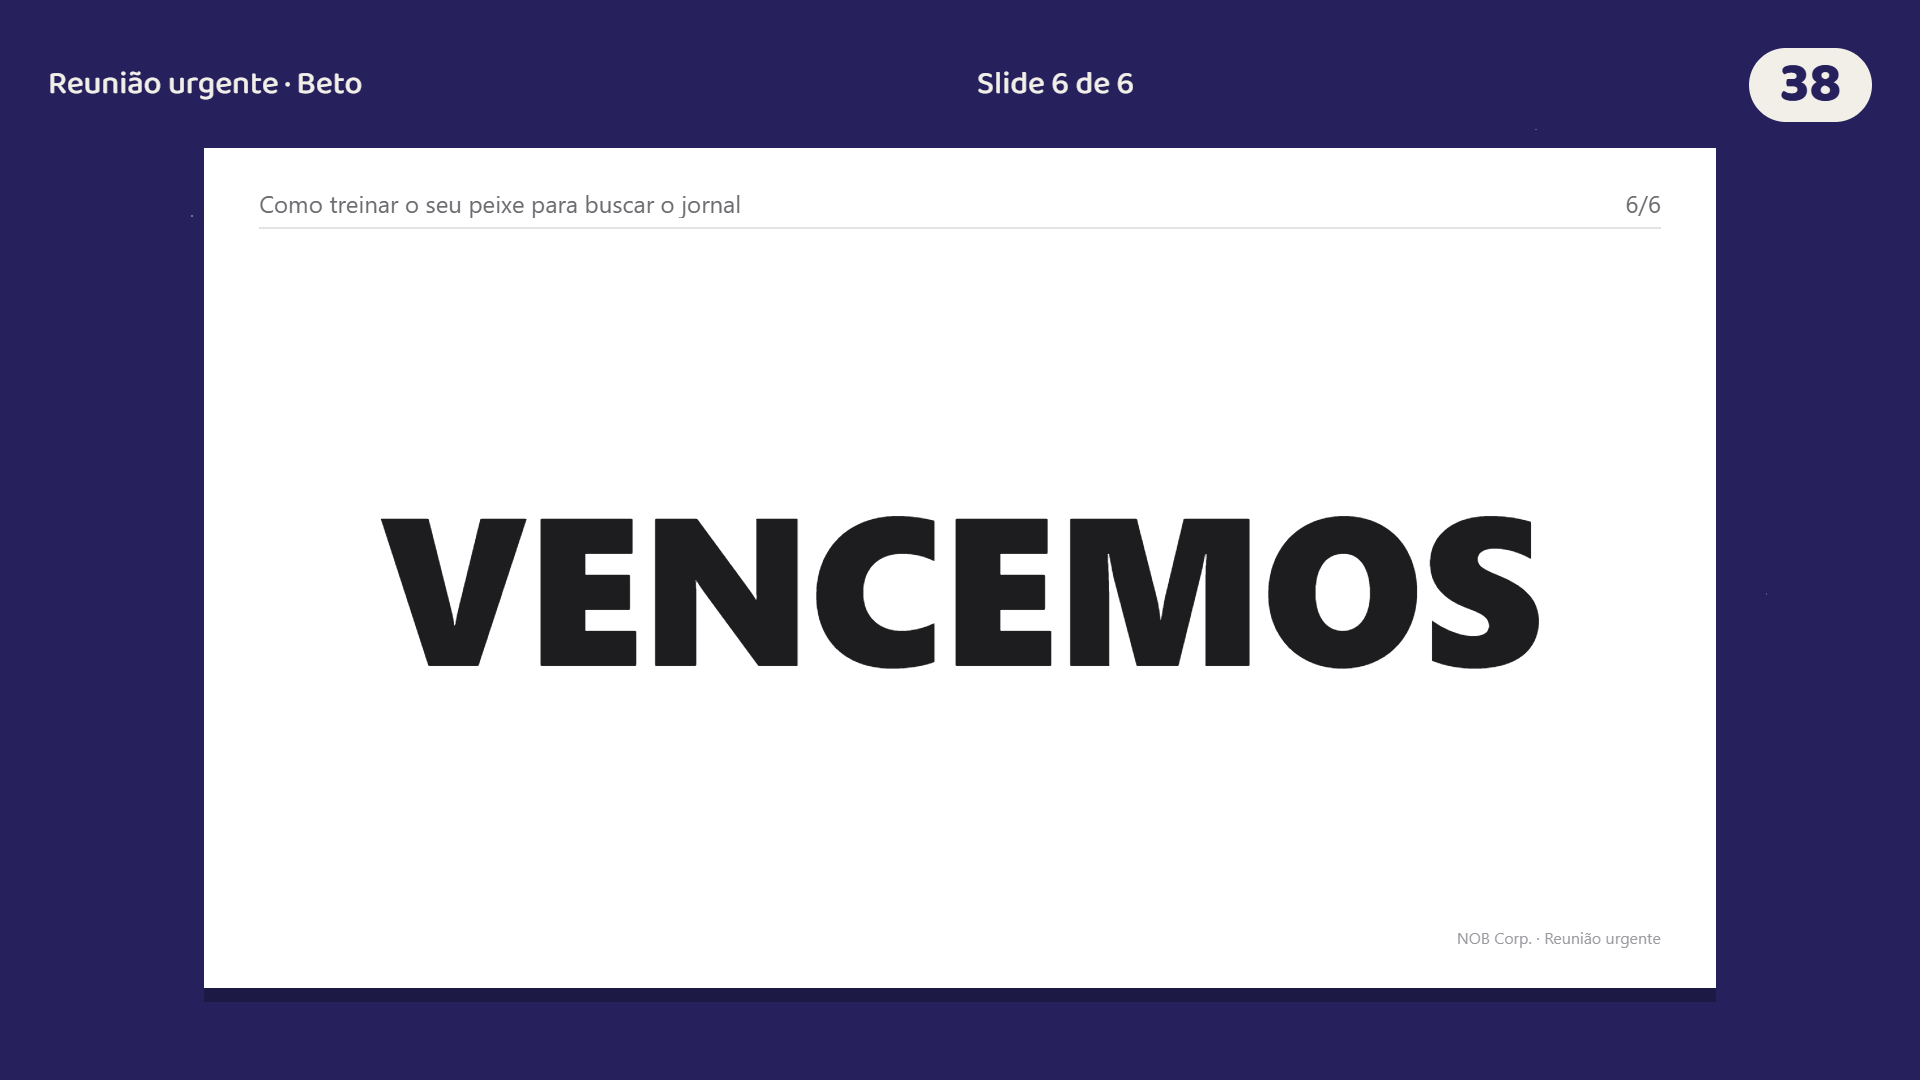 Reunião urgente · Beto
Slide 6 de 6
38
Como treinar o seu peixe para buscar o jornal
6/6
VENCEMOS
NOB Corp. · Reunião urgente